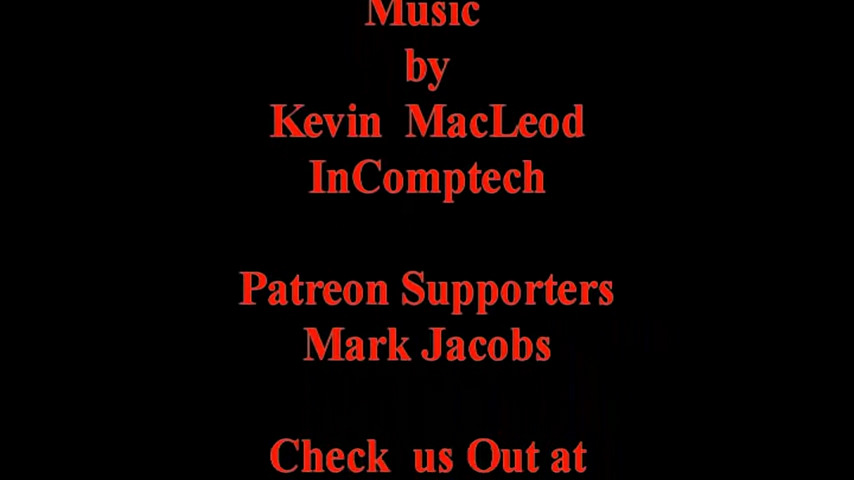 Music
by
Kevin MacLeod
InComptech
Patreon Supporters
Mark Jacobs
Check us Out at